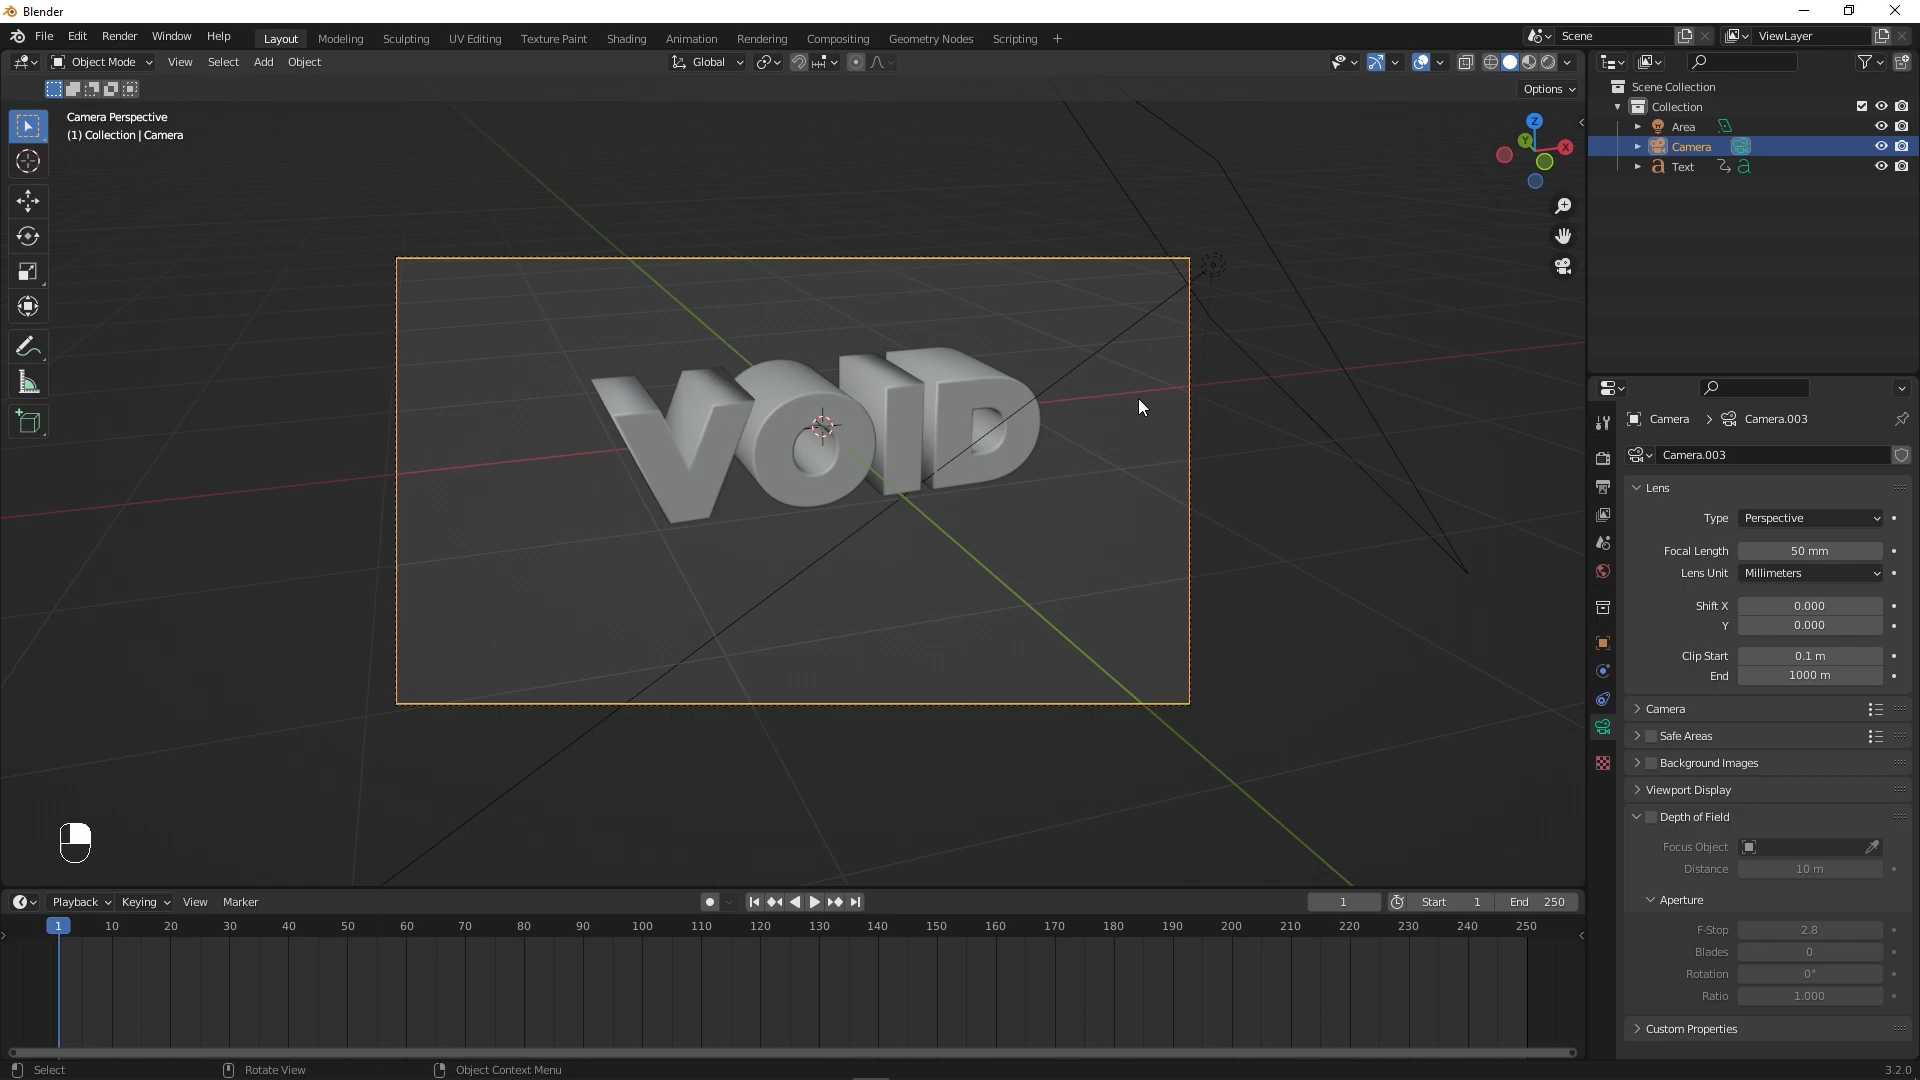 Blender
File Edit Render Window Help Layout Modeling Sculpting UV Editing Texture Paint Shading Animation Rendering Compositing Geometry Nodes Scripting + Scene ViewLayer
Object Mode View Select Add Object Global
Options
Camera Perspective
(1) Collection | Camera
Z
Y
X
VOID
Scene Collection
Collection
Area
Camera
Text
Camera > Camera.003
Camera.003
Lens
Type Perspective
Focal Length 50 mm
Lens Unit Millimeters
Shift X 0.000
Y 0.000
Clip Start 0.1 m
End 1000 m
Camera
Safe Areas
Background Images
Viewport Display
Depth of Field
Focus Object
Distance 10 m
Aperture
F-Stop 2.8
Blades 0
Rotation 0°
Ratio 1.000
Custom Properties
Playback Keying View Marker 1 Start 1 End 250
1 10 20 30 40 50 60 70 80 90 100 110 120 130 140 150 160 170 180 190 200 210 220 230 240 250
Select Rotate View Object Context Menu 3.2.0